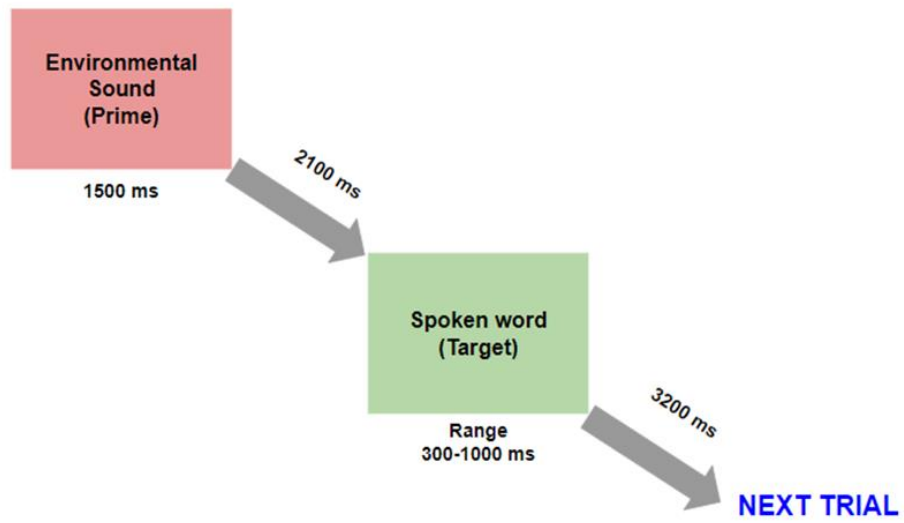 Environmental
Sound
(Prime)
1500 ms
2100 ms
Spoken word
(Target)
Range
300-1000 ms
3200 ms
NEXT TRIAL